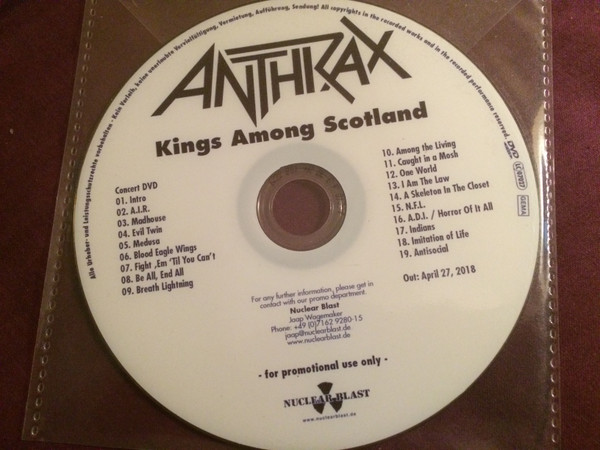 Alle Urheber- und Leistungsschutzrechte vorbehalten - Kein Verleih, keine unerlaubte Vervielfältigung, Vermietung, Aufführung, Sendung! All copyrights in the recorded works and in the recorded performance reserved.
ANTHRAX
Kings Among Scotland
Concert DVD
01. Intro
02. A.I.R.
03. Madhouse
04. Evil Twin
05. Medusa
06. Blood Eagle Wings
07. Fight ‚Em 'Til You Can't
08. Be All, End All
09. Breath Lightning
10. Among the Living
11. Caught in a Mosh
12. One World
13. I Am The Law
14. A Skeleton In The Closet
15. N.F.L.
16. A.D.I. / Horror Of It All
17. Indians
18. Imitation of Life
19. Antisocial
Out: April 27, 2018
DVD
GEMA
For any further information, please get in
contact with our promo department.
Nuclear Blast
Jaap Wagemaker
Phone: +49 (0)7162 9280-15
jaap@nuclearblast.de
www.nuclearblast.de
- for promotional use only -
NUCLEAR BLAST
www.nuclearblast.de